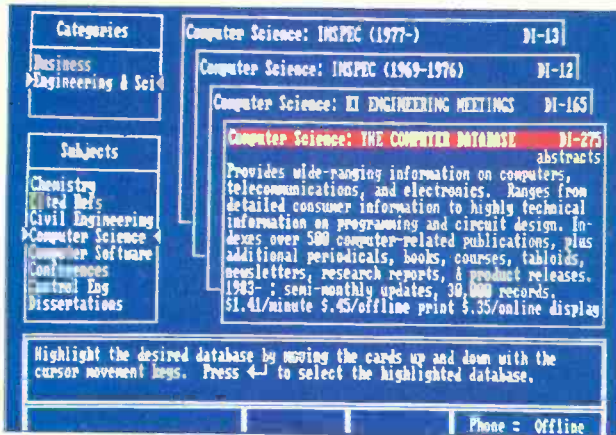 Categories
Business
Engineering & Sci
Subjects
Chemistry
Cited Refs
Civil Engineering
Computer Science
Computer Software
Conferences
Control Eng
Dissertations
Computer Science: INSPEC (1977-) DI-13
Computer Science: INSPEC (1969-1976) DI-12
Computer Science: EI ENGINEERING MEETINGS DI-165
Computer Science: THE COMPUTER DATABASE DI-275
abstracts
Provides wide-ranging information on computers,
telecommunications, and electronics. Ranges from
detailed consumer information to highly technical
information on programming and circuit design. In-
dexes over 500 computer-related publications, plus
additional periodicals, books, courses, tabloids,
newsletters, research reports, & product releases.
1983- : semi-monthly updates, 30,000 records.
$1.41/minute $.45/offline print $.35/online display
Highlight the desired database by moving the cards up and down with the
cursor movement keys. Press ↵ to select the highlighted database.
Phone = Offline